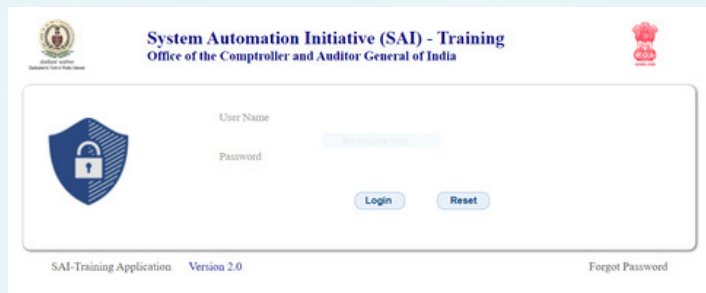 System Automation Initiative (SAI) - Training
Office of the Comptroller and Auditor General of India
User Name
Password
Login Reset
SAI-Training Application Version 2.0 Forgot Password